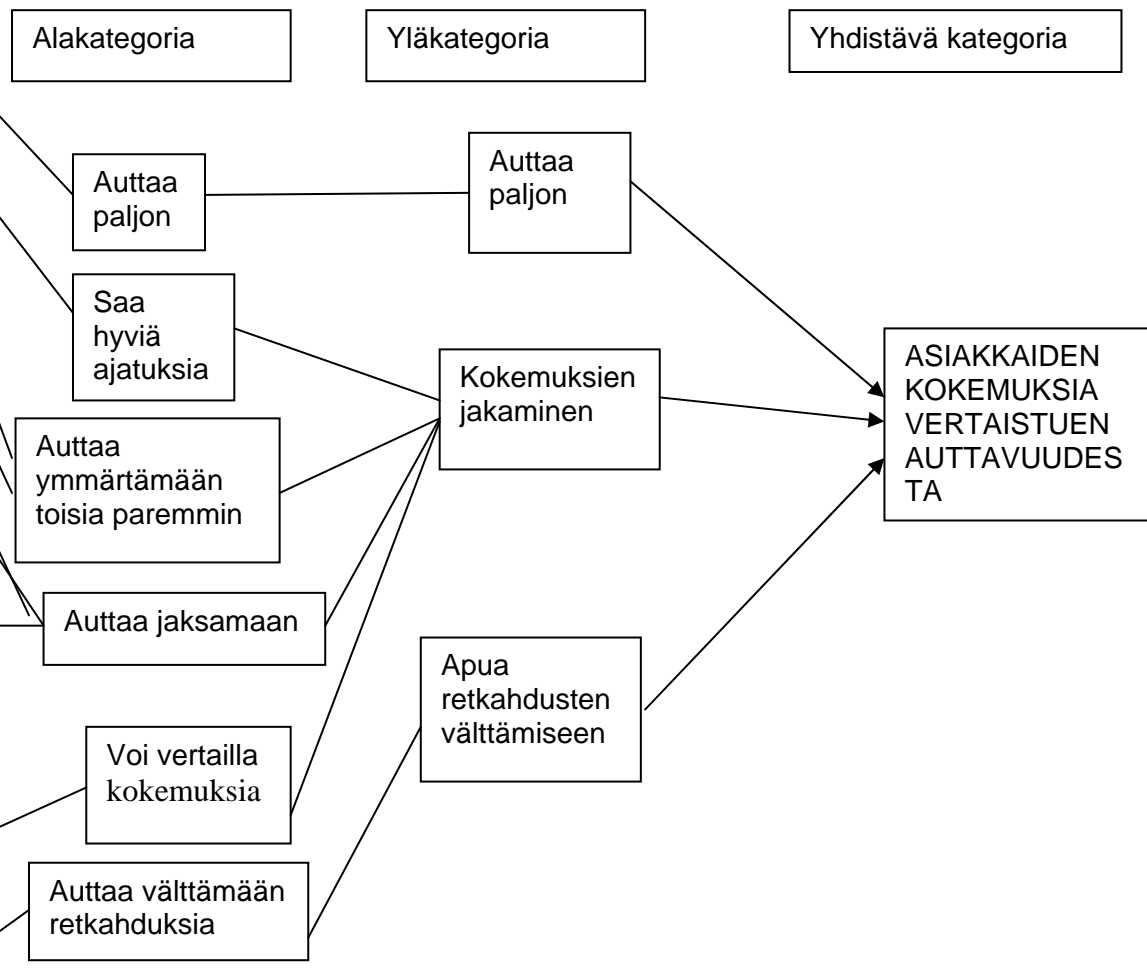 Alakategoria
Yläkategoria
Yhdistävä kategoria
Auttaa
paljon
Saa
hyviä
ajatuksia
Auttaa
ymmärtämään
toisia paremmin
Auttaa jaksamaan
Voi vertailla
kokemuksia
Auttaa välttämään
retkahduksia
Auttaa
paljon
Kokemuksien
jakaminen
Apua
retkahdusten
välttämiseen
ASIAKKAIDEN
KOKEMUKSIA
VERTAISTUEN
AUTTAVUUDES
TA